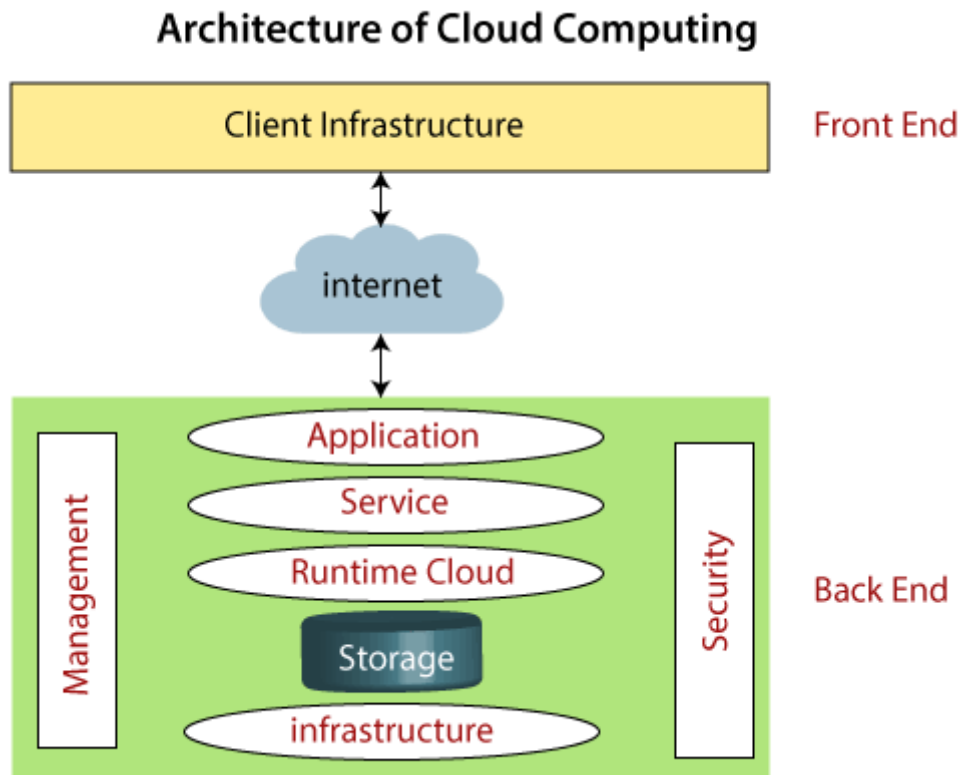 Architecture of Cloud Computing
Client Infrastructure
Front End
internet
Application
Service
Runtime Cloud
Storage
infrastructure
Management
Security
Back End